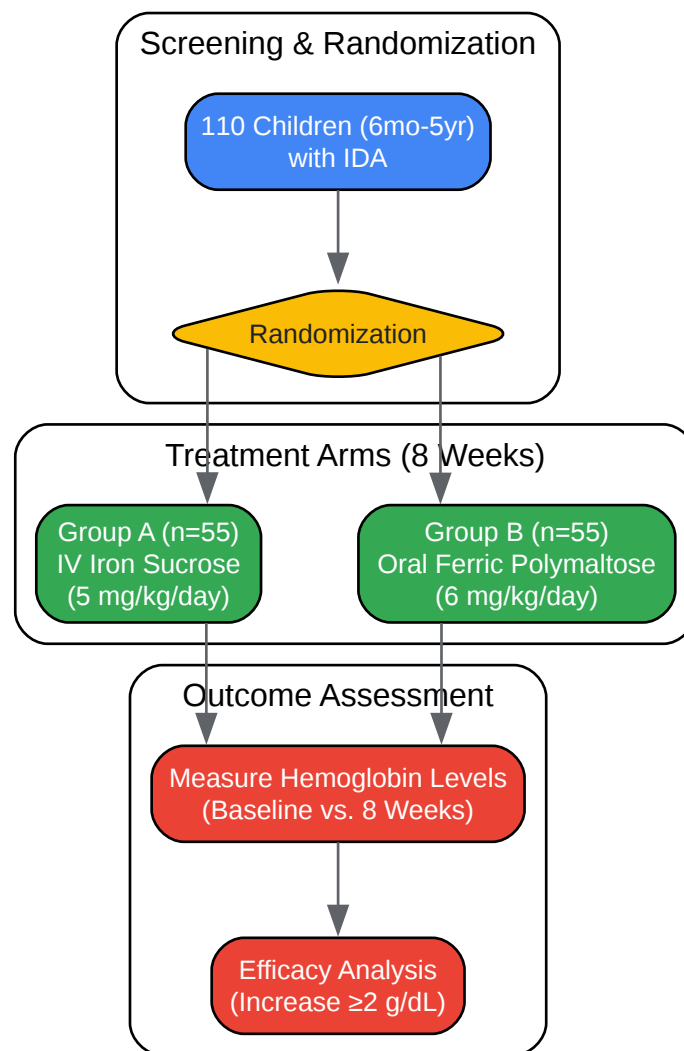 Screening & Randomization
110 Children (6mo-5yr)
with IDA
Randomization
Treatment Arms (8 Weeks)
Group A (n=55)
IV Iron Sucrose
(5 mg/kg/day)
Group B (n=55)
Oral Ferric Polymaltose
(6 mg/kg/day)
Outcome Assessment
Measure Hemoglobin Levels
(Baseline vs. 8 Weeks)
Efficacy Analysis
(Increase ≥2 g/dL)